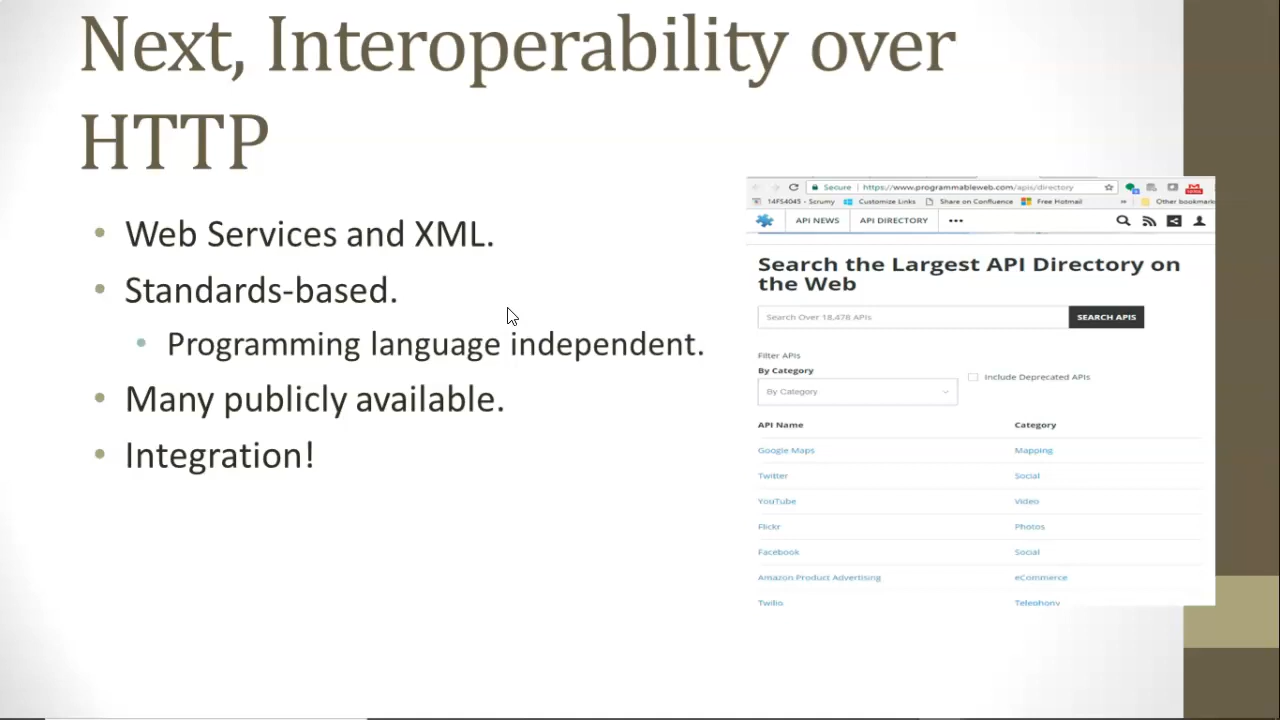 Next, Interoperability over
HTTP
• Web Services and XML.
• Standards-based.
• Programming language independent.
• Many publicly available.
• Integration!
Secure https://www.programmableweb.com/apis/directory
14F54045 - Scrumy Customize Links Share on Confluence Free Hotmail » Other bookmark
API NEWS API DIRECTORY •••
Search the Largest API Directory on
the Web
Search Over 18,478 APIs SEARCH APIS
Filter APIs
By Category
By Category Include Deprecated APIs
API Name Category
Google Maps Mapping
Twitter Social
YouTube Video
Flickr Photos
Facebook Social
Amazon Product Advertising eCommerce
Twilio Telephony